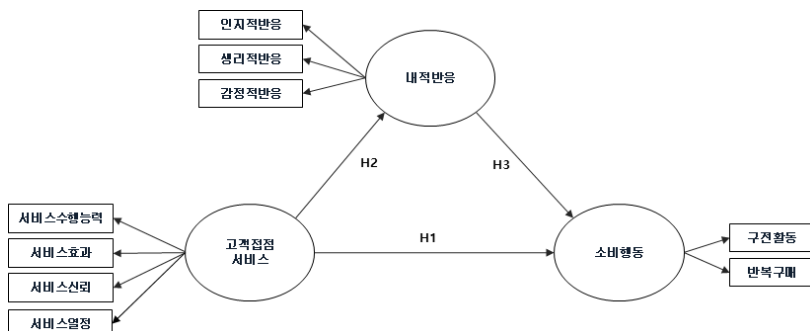 인지적반응
생리적반응
감정적반응
내적반응
H2
H3
서비스수행능력
서비스효과
서비스신뢰
서비스열정
고객접점
서비스
H1
소비행동
구전활동
반복구매